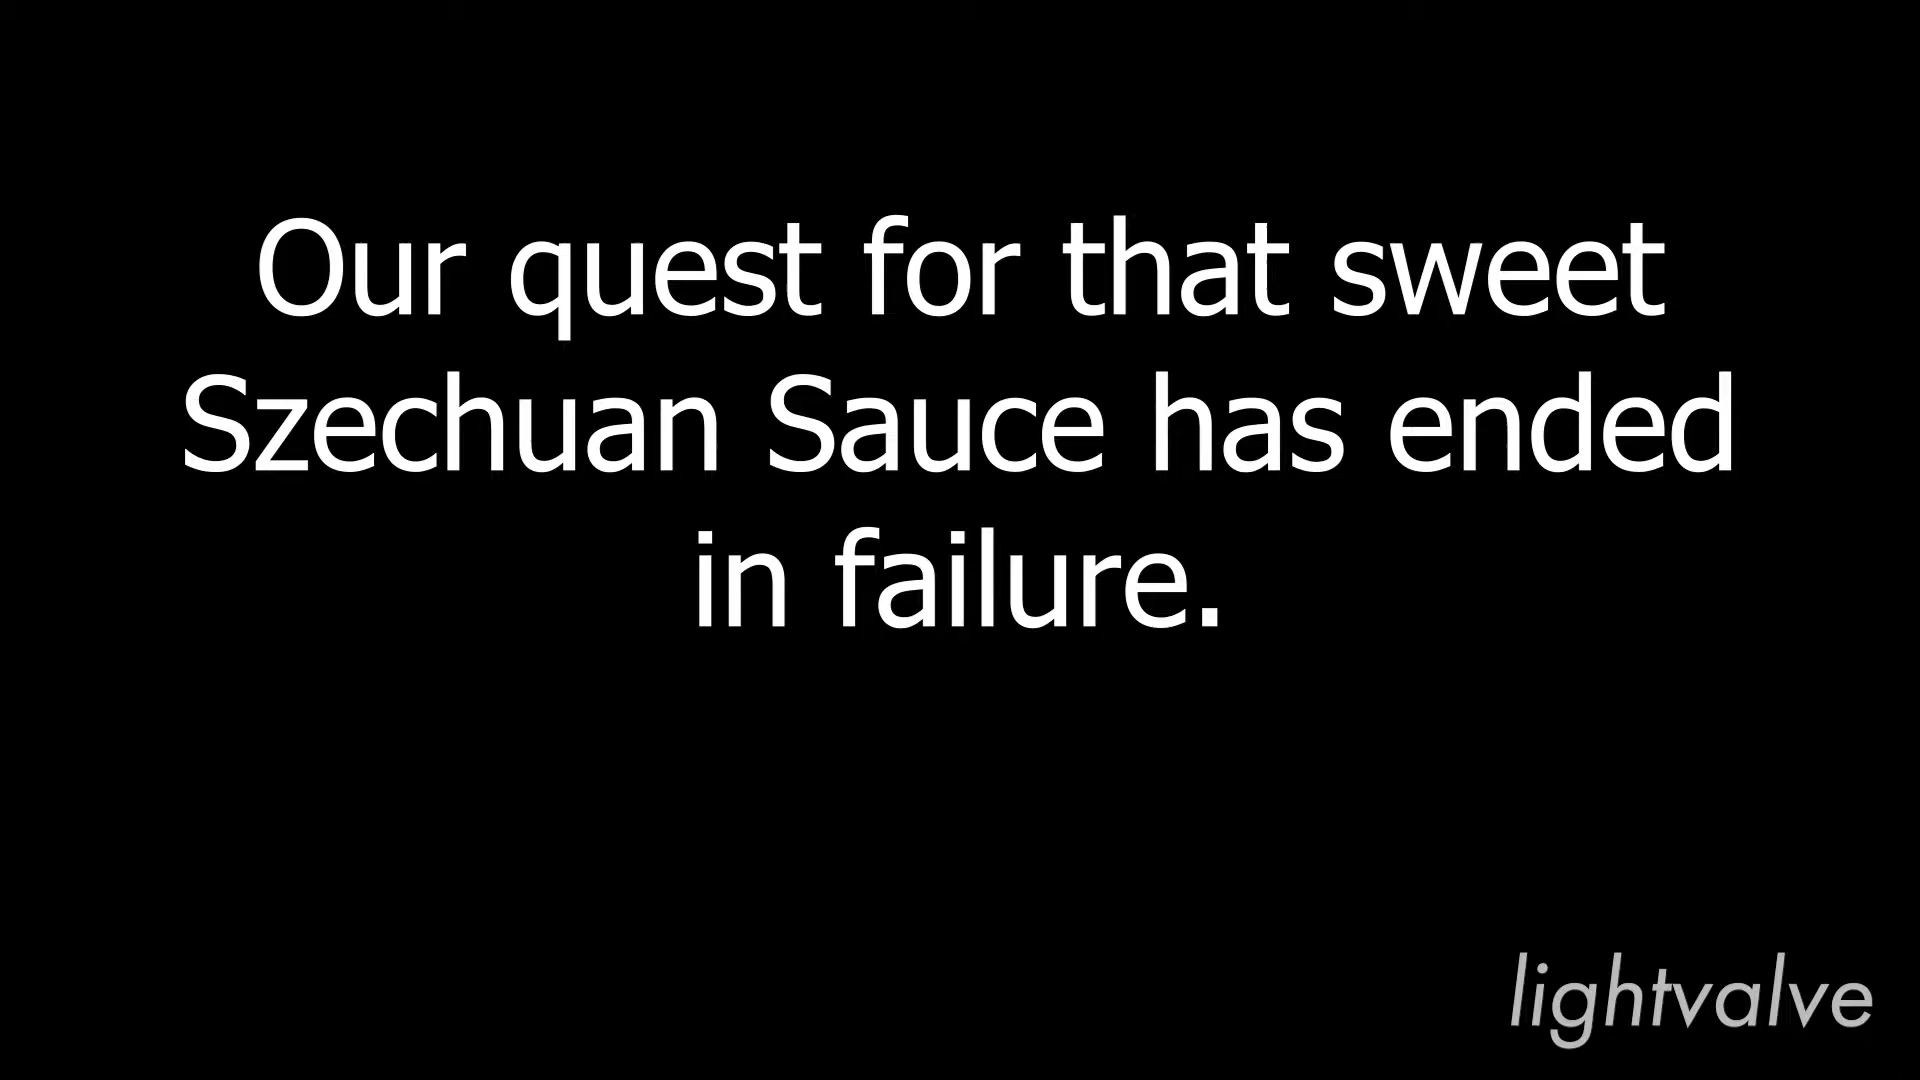 Our quest for that sweet
Szechuan Sauce has ended
in failure.
lightvalve